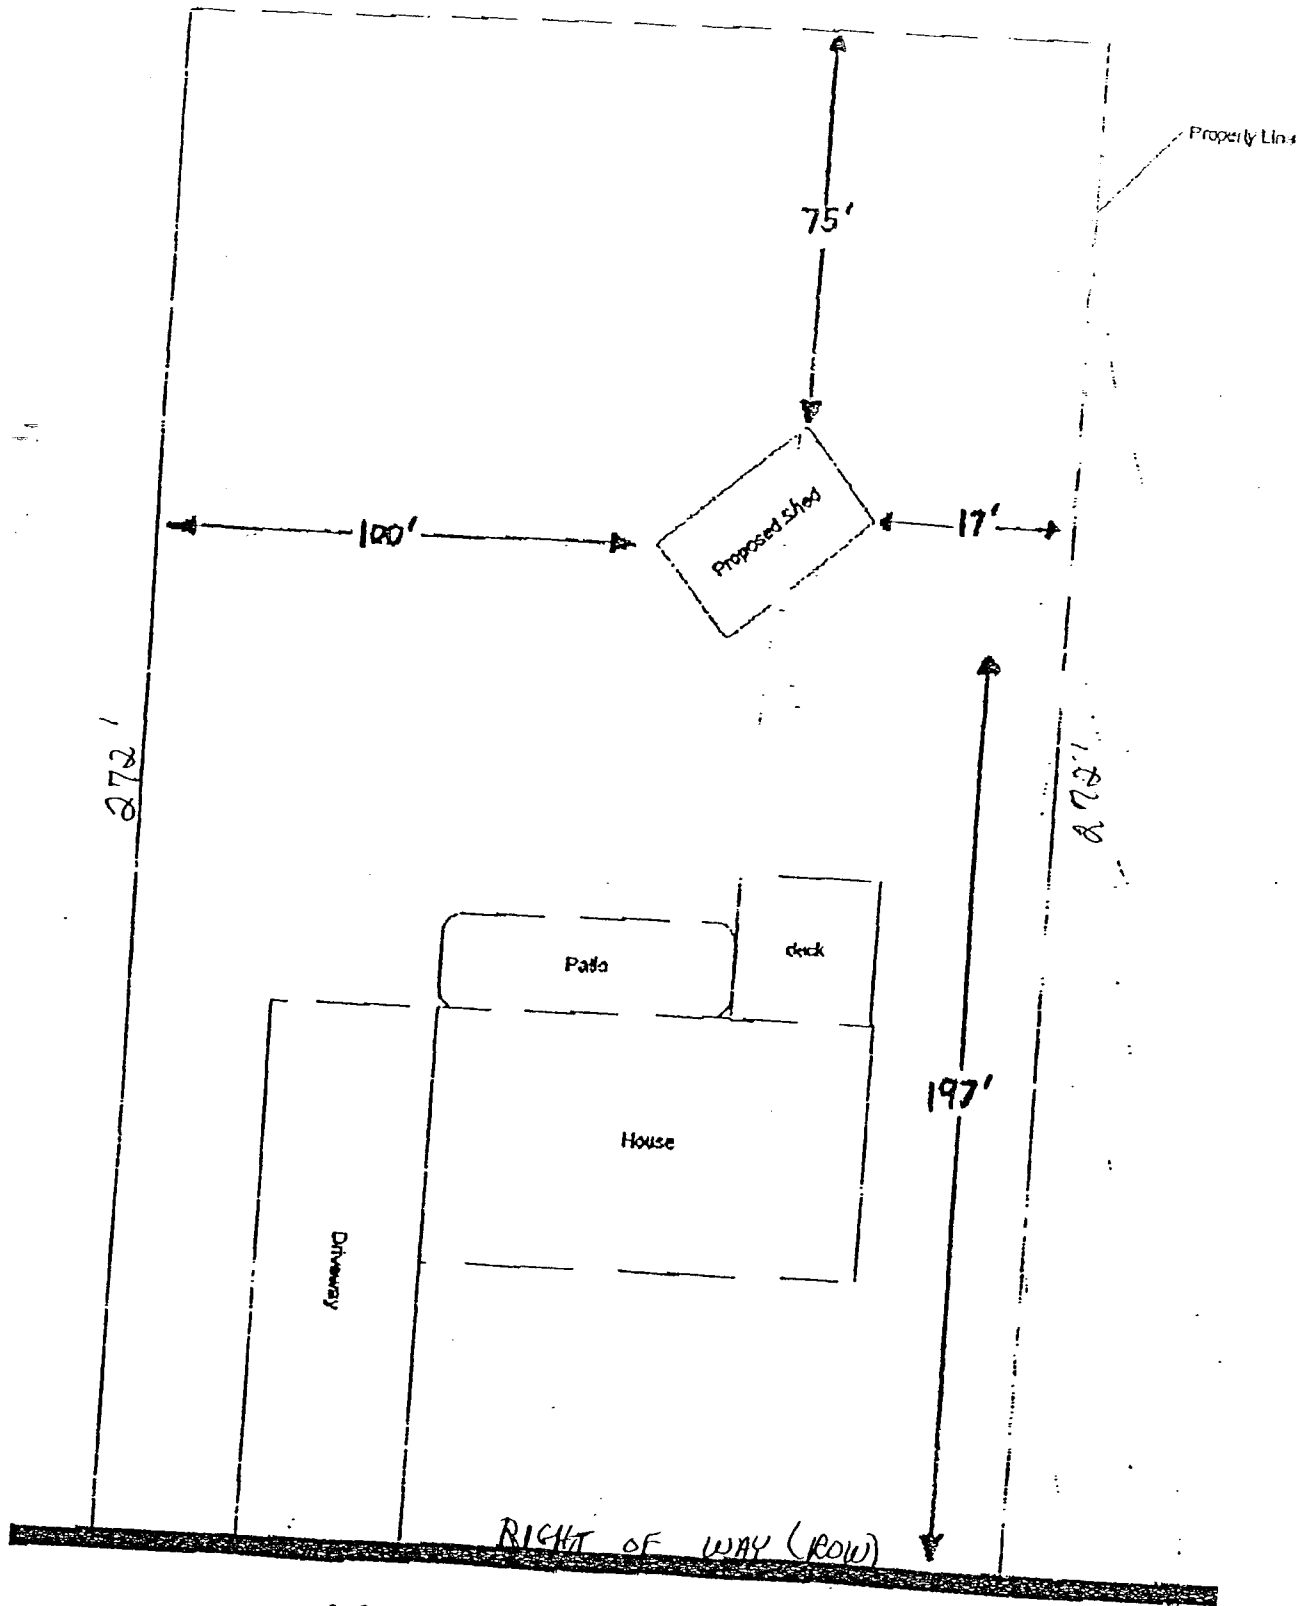 Property Line
75'
Proposed shed
100'
17'
272'
272'
deck
Patio
197'
House
Driveway
RIGHT OF WAY (ROW)